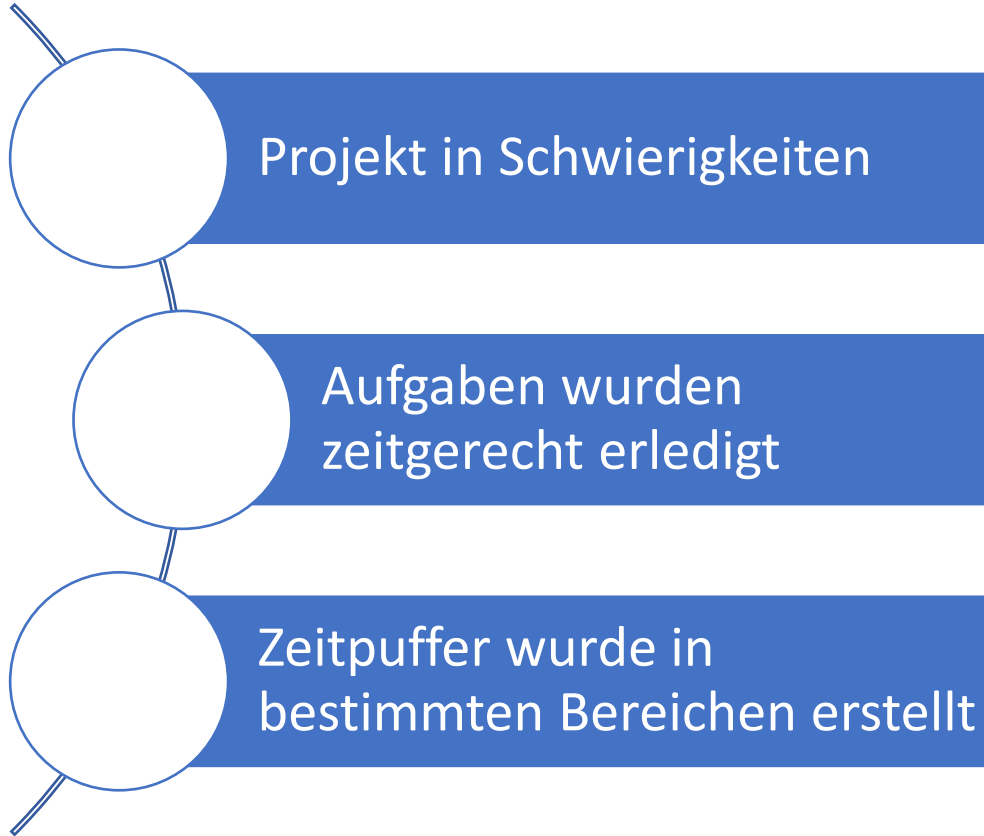 Projekt in Schwierigkeiten
Aufgaben wurden
zeitgerecht erledigt
Zeitpuffer wurde in
bestimmten Bereichen erstellt